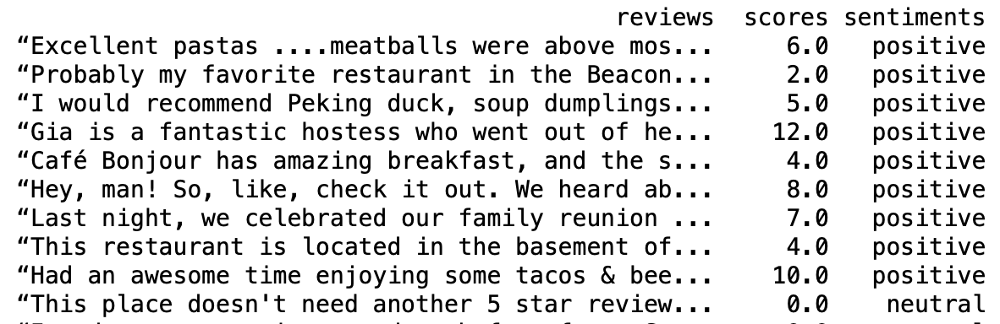 reviews scores sentiments
“Excellent pastas ....meatballs were above mos... 6.0 positive
“Probably my favorite restaurant in the Beacon... 2.0 positive
“I would recommend Peking duck, soup dumplings... 5.0 positive
“Gia is a fantastic hostess who went out of he... 12.0 positive
“Café Bonjour has amazing breakfast, and the s... 4.0 positive
“Hey, man! So, like, check it out. We heard ab... 8.0 positive
“Last night, we celebrated our family reunion ... 7.0 positive
“This restaurant is located in the basement of... 4.0 positive
“Had an awesome time enjoying some tacos & bee... 10.0 positive
“This place doesn't need another 5 star review... 0.0 neutral